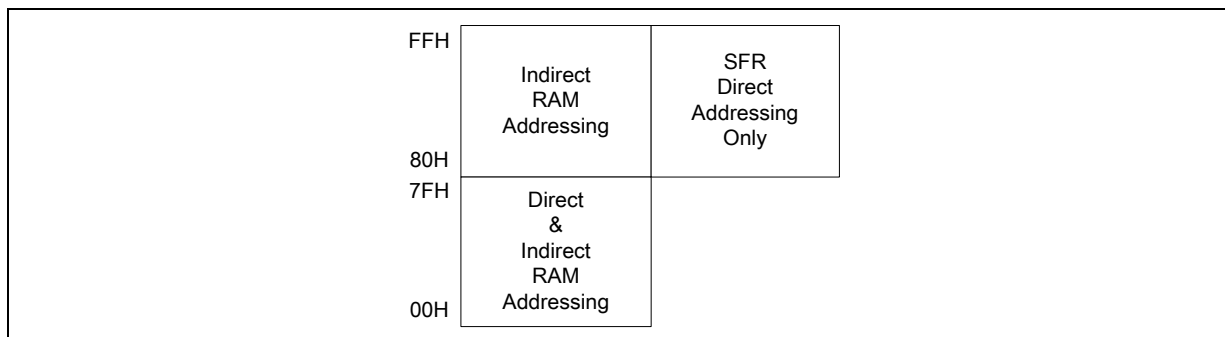 FFH
Indirect
RAM
Addressing
SFR
Direct
Addressing
Only
80H
7FH
Direct
&
Indirect
RAM
Addressing
00H